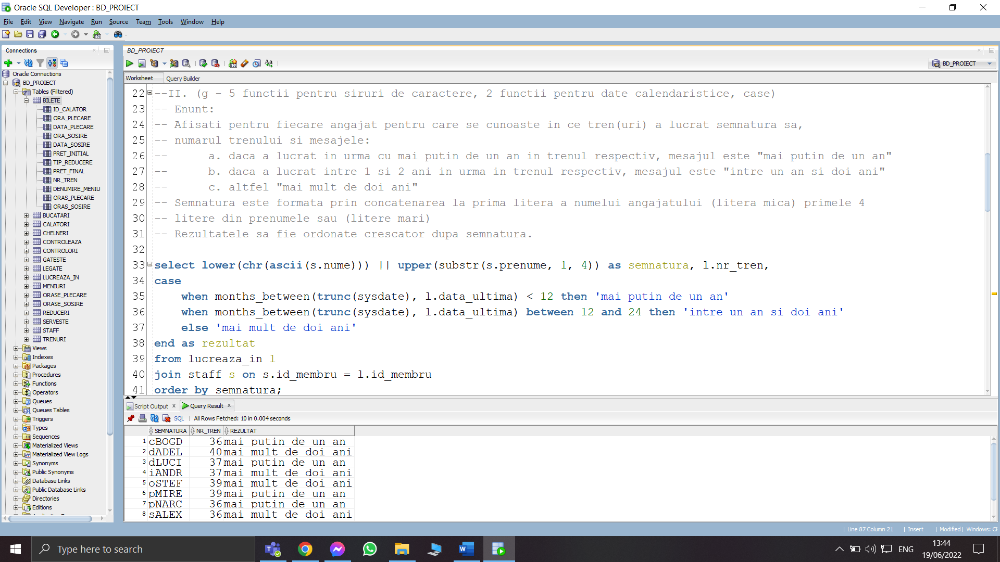 Oracle SQL Developer : BD_PROIECT
File Edit View Navigate Run Source Team Tools Window Help
Connections
Oracle Connections
BD_PROIECT
Tables (Filtered)
BILETE
ID_CALATOR
ORA_PLECARE
DATA_PLECARE
ORA_SOSIRE
DATA_SOSIRE
PRET_INITIAL
TIP_REDUCERE
PRET_FINAL
NR_TREN
DENUMIRE_MENIU
ORAS_PLECARE
ORAS_SOSIRE
BUCATARI
CALATORI
CHELNERI
CONTROLEAZA
CONTROLORI
GATESTE
LEGATE
LUCREAZA_IN
MENIURI
ORASE_PLECARE
ORASE_SOSIRE
REDUCERI
SERVESTE
STAFF
TRENURI
Views
Indexes
Packages
Procedures
Functions
Operators
Queues
Queues Tables
Triggers
Types
Sequences
Materialized Views
Materialized View Logs
Synonyms
Public Synonyms
Database Links
Public Database Links
Directories
Editions
BD_PROIECT
BD_PROIECT
Worksheet Query Builder
22 --II. (g - 5 functii pentru siruri de caractere, 2 functii pentru date calendaristice, case)
23 -- Enunt:
24 -- Afisati pentru fiecare angajat pentru care se cunoaste in ce tren(uri) a lucrat semnatura sa,
25 -- numarul trenului si mesajele:
26 -- a. daca a lucrat in urma cu mai putin de un an in trenul respectiv, mesajul este "mai putin de un an"
27 -- b. daca a lucrat intre 1 si 2 ani in urma in trenul respectiv, mesajul este "intre un an si doi ani"
28 -- c. altfel "mai mult de doi ani"
29 -- Semnatura este formata prin concatenarea la prima litera a numelui angajatului (litera mica) primele 4
30 -- litere din prenumele sau (litere mari)
31 -- Rezultatele sa fie ordonate crescator dupa semnatura.
32
33 select lower(chr(ascii(s.nume))) || upper(substr(s.prenume, 1, 4)) as semnatura, l.nr_tren,
34 case
35 when months_between(trunc(sysdate), l.data_ultima) < 12 then 'mai putin de un an'
36 when months_between(trunc(sysdate), l.data_ultima) between 12 and 24 then 'intre un an si doi ani'
37 else 'mai mult de doi ani'
38 end as rezultat
39 from lucreaza_in l
40 join staff s on s.id_membru = l.id_membru
41 order by semnatura;
Script Output x Query Result x
SQL | All Rows Fetched: 10 in 0.004 seconds
SEMNATURA NR_TREN REZULTAT
1 cBOGD 36 mai putin de un an
2 dADEL 40 mai mult de doi ani
3 dLUCI 37 mai putin de un an
4 iANDR 37 mai mult de doi ani
5 oSTEF 39 mai mult de doi ani
6 pMIRE 39 mai putin de un an
7 pNARC 36 mai putin de un an
8 sALEX 36 mai mult de doi ani
| Line 87 Column 21 | Insert | Modified | Windows: CF
Type here to search
ENG
13:44
19/06/2022